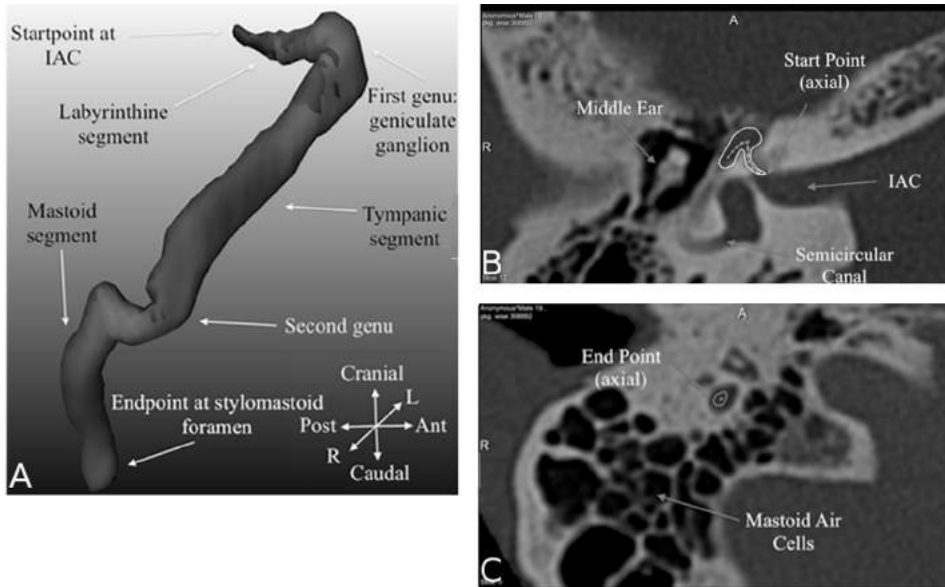 Startpoint at
IAC
Labyrinthine
segment
First genu:
geniculate
ganglion
Mastoid
segment
Tympanic
segment
Second genu
Endpoint at stylomastoid
foramen
Cranial
L
Post
Ant
R
Caudal
A
A
Start Point
(axial)
Middle Ear
R
IAC
Semicircular
Canal
B
A
End Point
(axial)
R
Mastoid Air
Cells
C